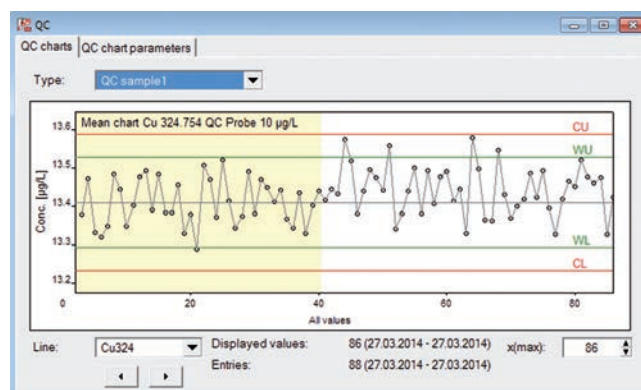 QC
QC charts QC chart parameters
Type: QC sample1
Mean chart Cu 324.754 QC Probe 10 µg/L
Conc. [µg/L]
13.6
13.5
13.4
13.3
13.2
CU
WU
WL
CL
0 20 40 60 80
All values
Line: Cu324 Displayed values: 86 (27.03.2014 - 27.03.2014) x(max): 86
Entries: 88 (27.03.2014 - 27.03.2014)